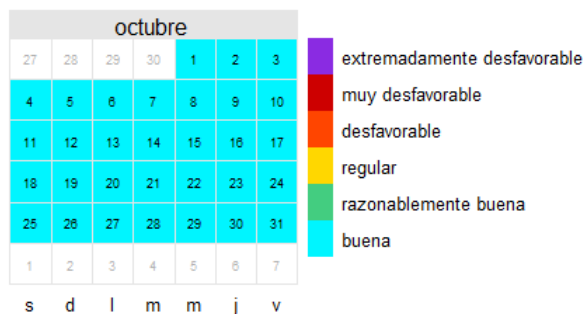 octubre
27 28 29 30 1 2 3
4 5 6 7 8 9 10
11 12 13 14 15 16 17
18 19 20 21 22 23 24
25 26 27 28 29 30 31
1 2 3 4 5 6 7
s d l m m j v
extremadamente desfavorable
muy desfavorable
desfavorable
regular
razonablemente buena
buena